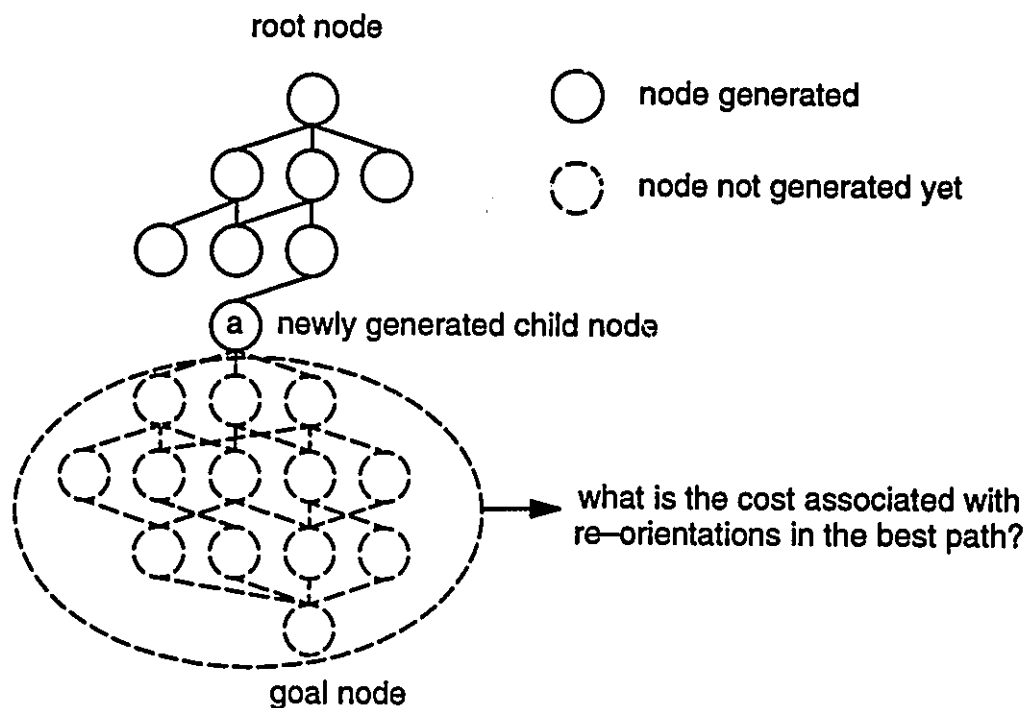 root node
node generated
node not generated yet
a newly generated child node
what is the cost associated with
re-orientations in the best path?
goal node